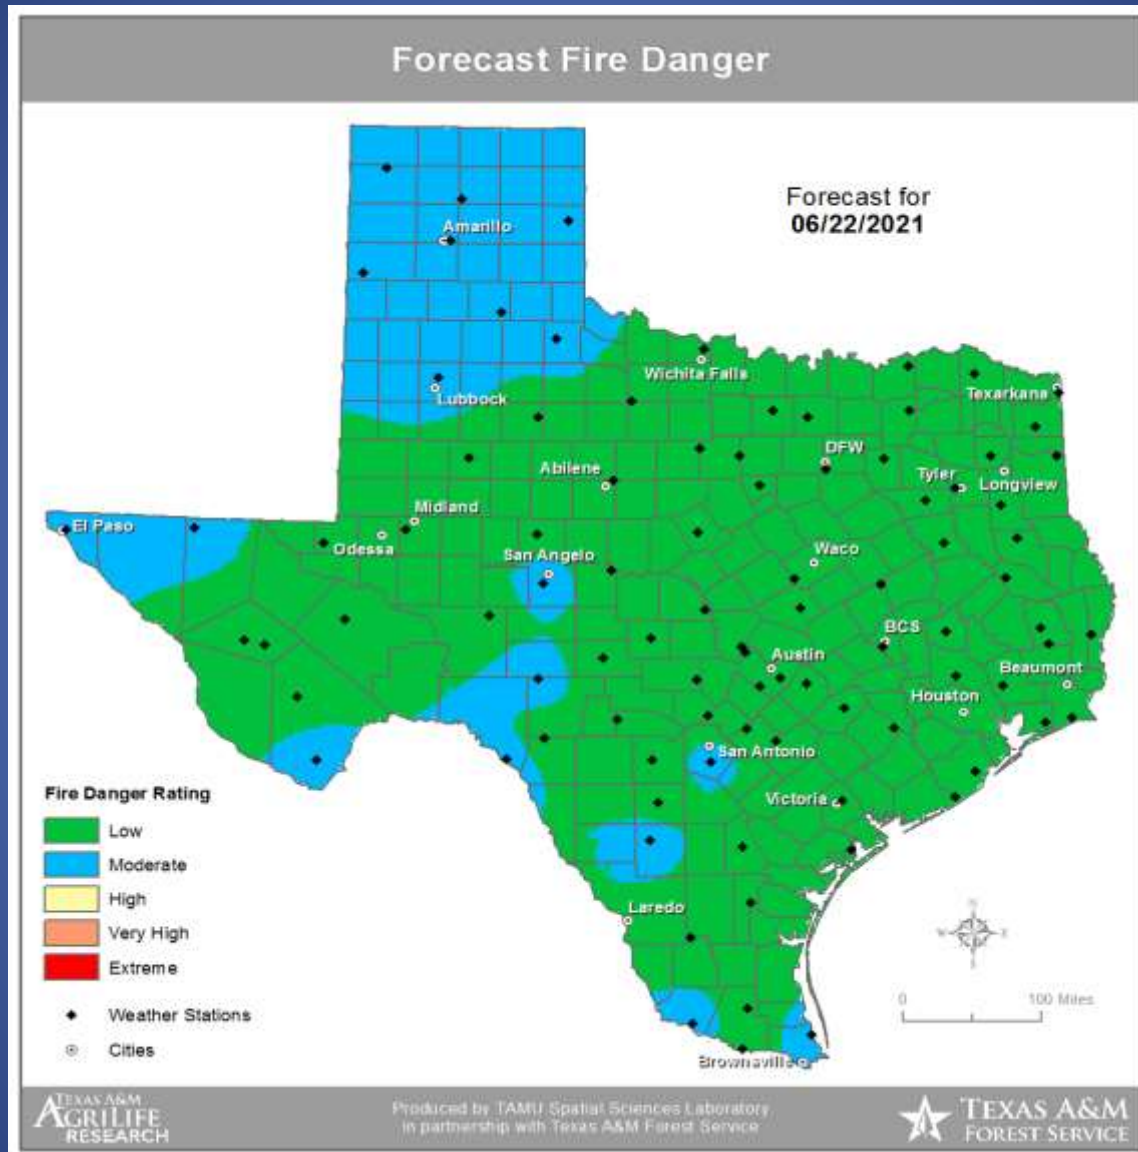 Forecast Fire Danger
Forecast for
06/22/2021
Amarillo
Lubbock
Wichita Falls
Texarkana
DFW
Abilene
Tyler
Longview
Midland
El Paso
Odessa
San Angelo
Waco
BCS
Austin
Beaumont
Houston
San Antonio
Victoria
Laredo
Brownsville
Fire Danger Rating
Low
Moderate
High
Very High
Extreme
Weather Stations
Cities
N
W E
S
0 100 Miles
TEXAS A&M
AGRILIFE
RESEARCH
Produced by TAMU Spatial Sciences Laboratory
in partnership with Texas A&M Forest Service
TEXAS A&M
FOREST SERVICE